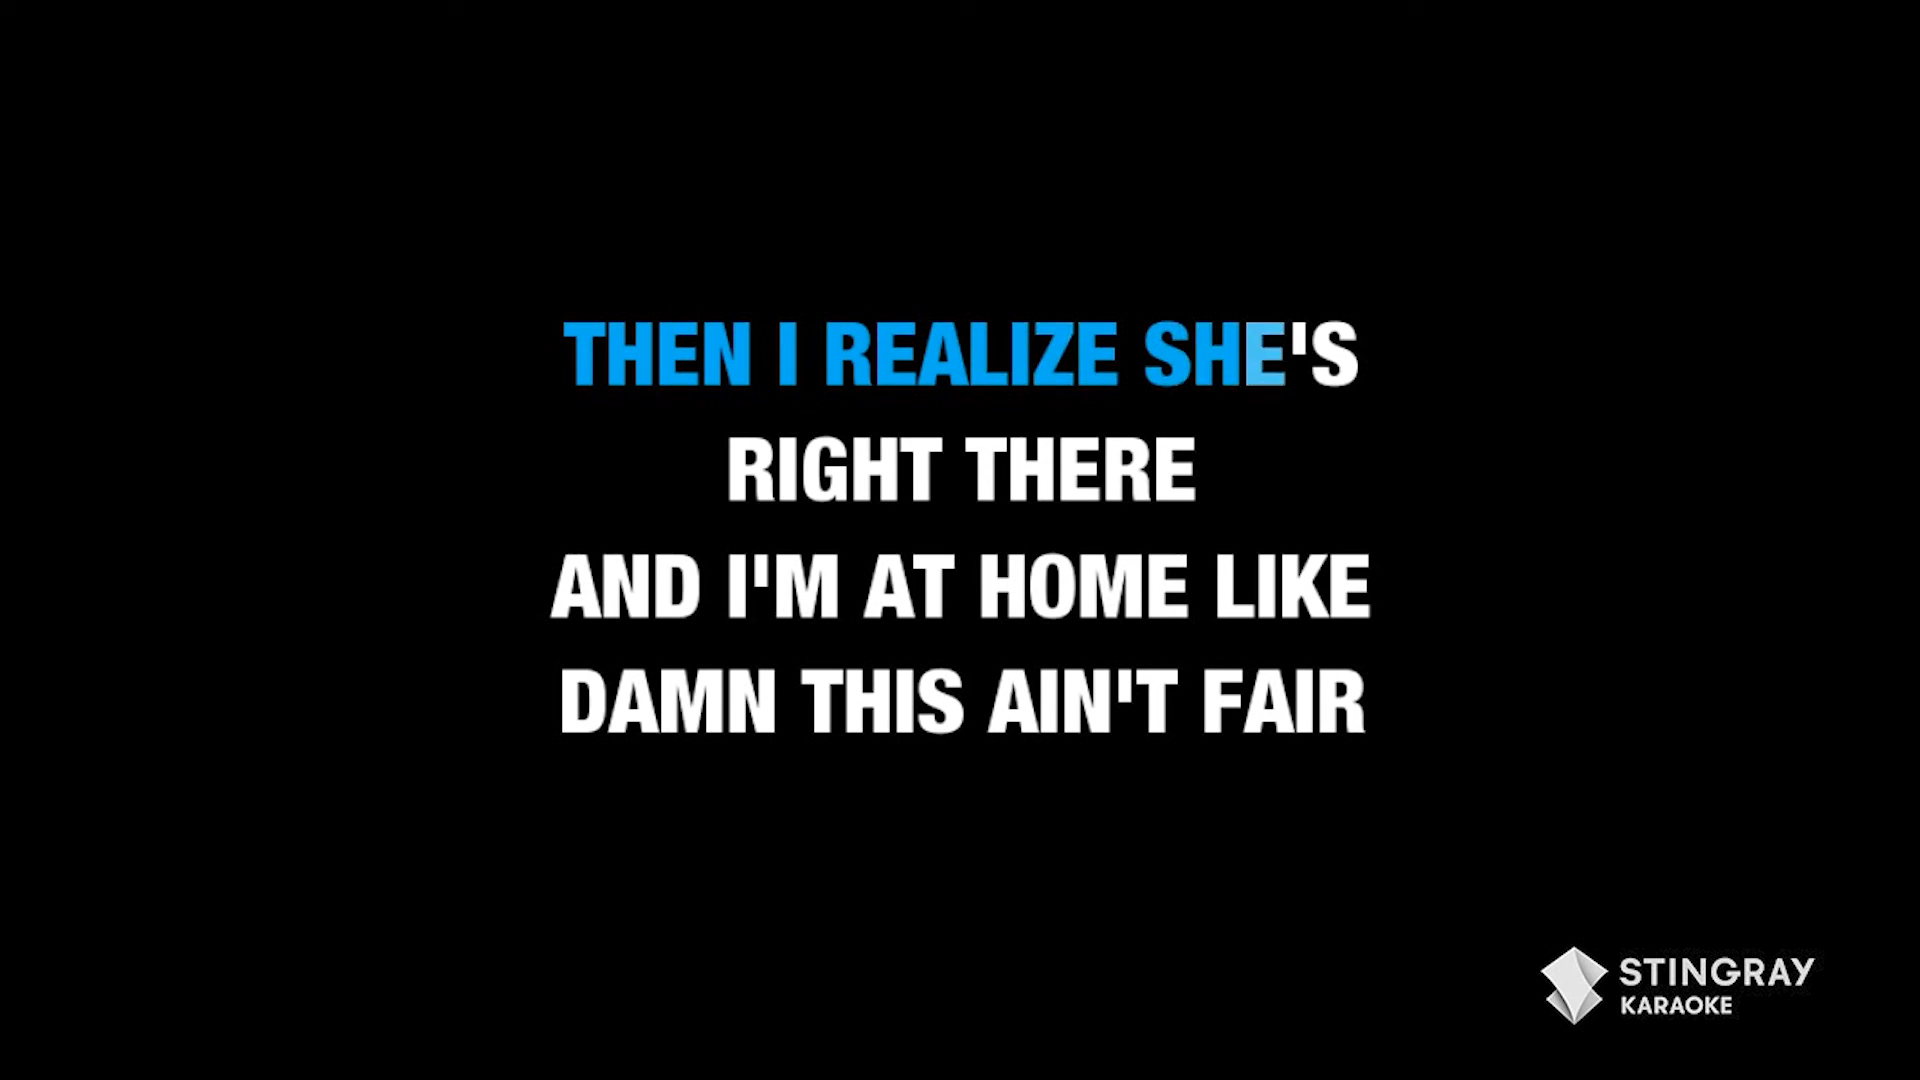 THEN I REALIZE SHE'S
RIGHT THERE
AND I'M AT HOME LIKE
DAMN THIS AIN'T FAIR
STINGRAY
KARAOKE